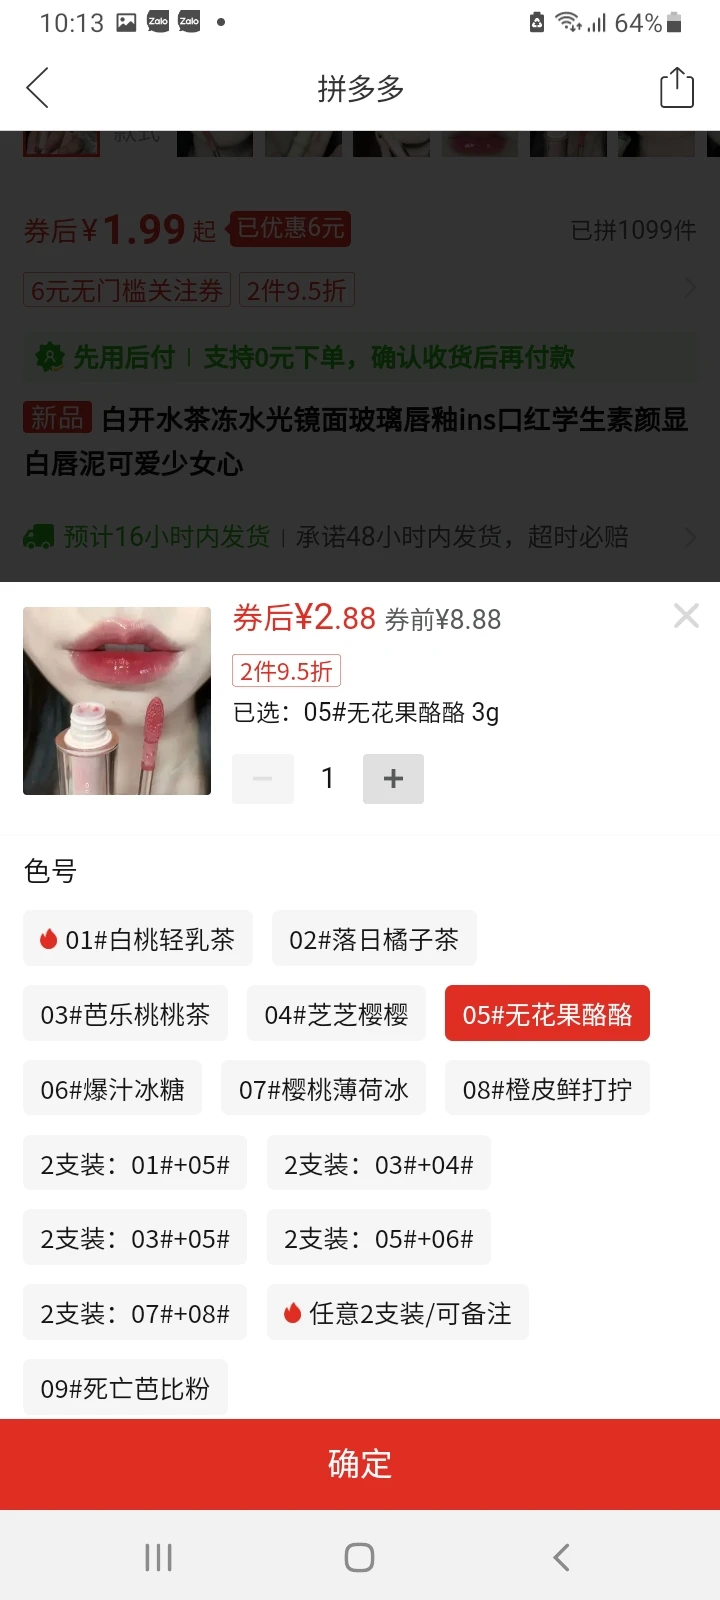 10:13 Zalo Zalo 64%
拼多多
款式
券后¥1.99起 已优惠6元 已拼1099件
6元无门槛关注券 2件9.5折
先用后付 | 支持0元下单，确认收货后再付款
新品 白开水茶冻水光镜面玻璃唇釉ins口红学生素颜显
白唇泥可爱少女心
预计16小时内发货 | 承诺48小时内发货，超时必赔
券后¥2.88 券前¥8.88
2件9.5折
已选：05#无花果酪酪 3g
1
色号
01#白桃轻乳茶 02#落日橘子茶
03#芭乐桃桃茶 04#芝芝樱樱 05#无花果酪酪
06#爆汁冰糖 07#樱桃薄荷冰 08#橙皮鲜打拧
2支装：01#+05# 2支装：03#+04#
2支装：03#+05# 2支装：05#+06#
2支装：07#+08# 任意2支装/可备注
09#死亡芭比粉
确定